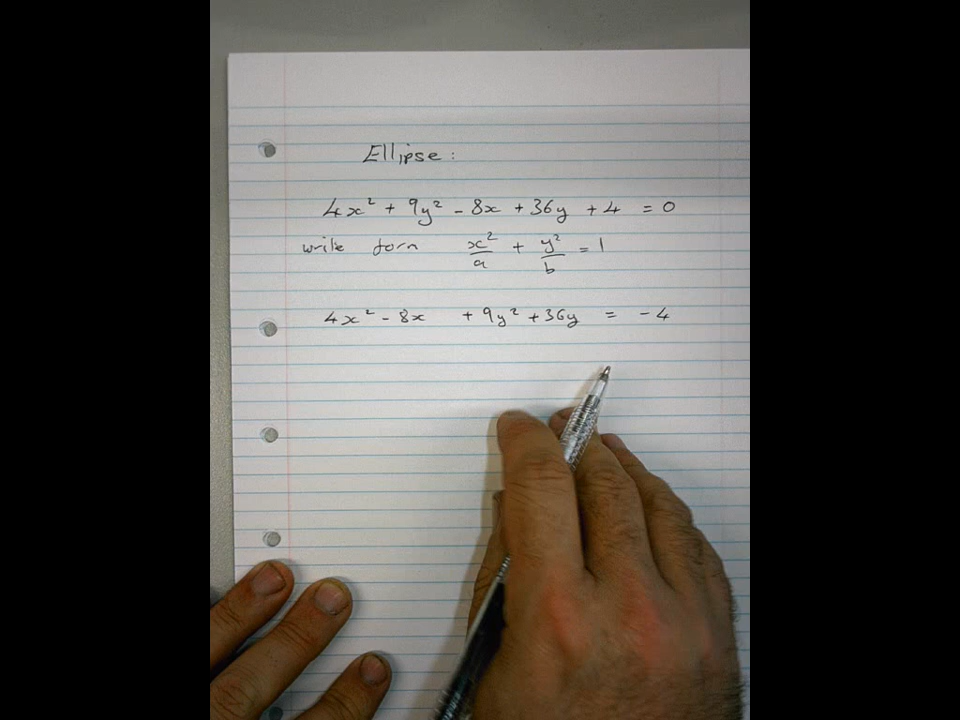 Ellipse:
4x² + 9y² - 8x + 36y + 4 = 0
write form x²/a + y²/b = 1
4x² - 8x + 9y² + 36y = -4